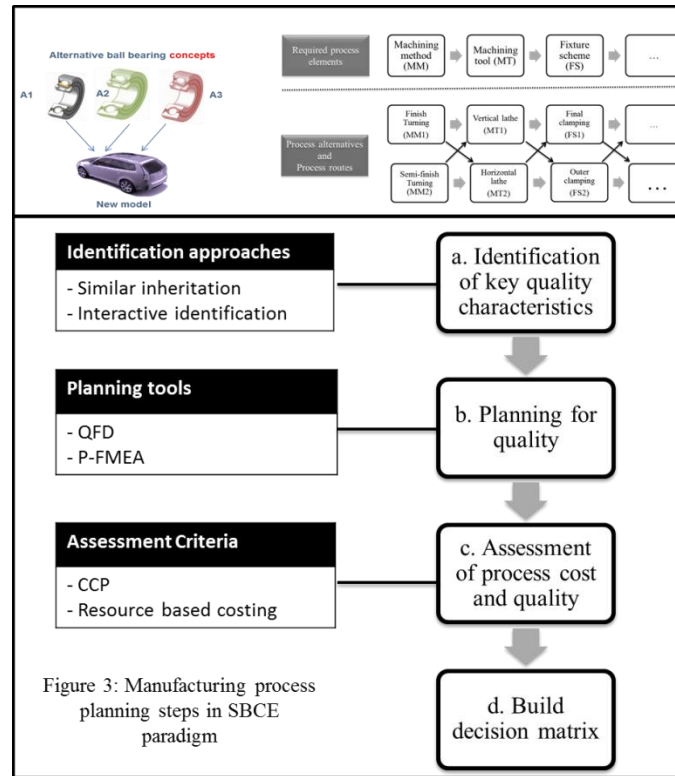 Alternative ball bearing concepts
A1
A2
A3
New model
Required process
elements
Machining
method
(MM)
Machining
tool (MT)
Fixture
scheme
(FS)
...
Process alternatives
and
Process routes
Finish
Turning
(MM1)
Vertical lathe
(MT1)
Final
clamping
(FS1)
...
Semi-finish
Turning
(MM2)
Horizontal
lathe
(MT2)
Outer
clamping
(FS2)
...
Identification approaches
- Similar inheritation
- Interactive identification
a. Identification
of key quality
characteristics
Planning tools
- QFD
- P-FMEA
b. Planning for
quality
Assessment Criteria
- CCP
- Resource based costing
c. Assessment
of process cost
and quality
Figure 3: Manufacturing process
planning steps in SBCE
paradigm
d. Build
decision matrix